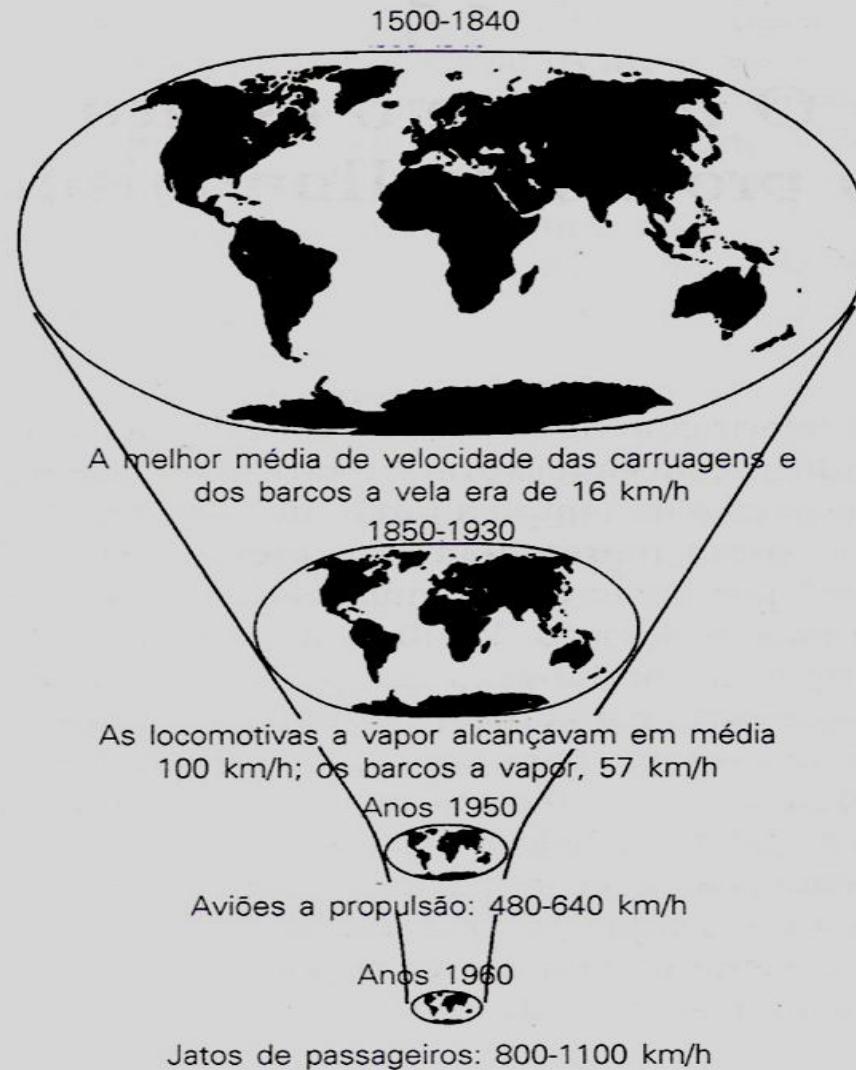 1500-1840
A melhor média de velocidade das carruagens e
dos barcos a vela era de 16 km/h
1850-1930
As locomotivas a vapor alcançavam em média
100 km/h; os barcos a vapor, 57 km/h
Anos 1950
Aviões a propulsão: 480-640 km/h
Anos 1960
Jatos de passageiros: 800-1100 km/h